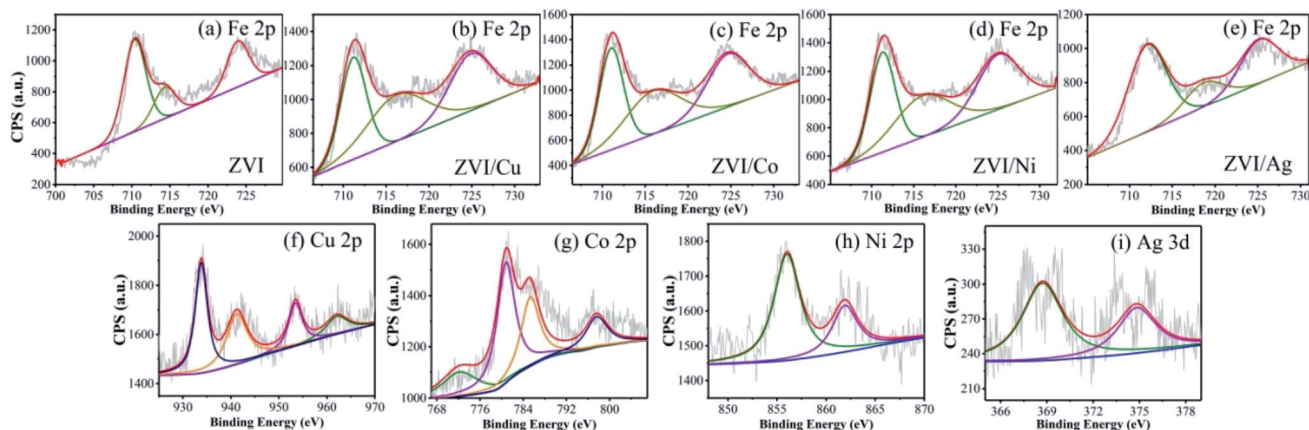 (a) Fe 2p
ZVI
CPS (a.u.)
1200
1000
800
600
400
200
700 705 710 715 720 725
Binding Energy (eV)
(b) Fe 2p
ZVI/Cu
1600
1400
1200
1000
800
600
710 715 720 725 730
Binding Energy (eV)
(c) Fe 2p
ZVI/Co
1600
1400
1200
1000
800
600
400
200
710 715 720 725 730
Binding Energy (eV)
(d) Fe 2p
ZVI/Ni
1600
1400
1200
1000
800
600
400
710 715 720 725 730
Binding Energy (eV)
(e) Fe 2p
ZVI/Ag
1200
1000
800
600
400
200
710 715 720 725 730
Binding Energy (eV)
(f) Cu 2p
CPS (a.u.)
2000
1800
1600
1400
930 940 950 960 970
Binding Energy (eV)
(g) Co 2p
CPS (a.u.)
1600
1400
1200
1000
768 776 784 792 800
Binding Energy (eV)
(h) Ni 2p
CPS (a.u.)
1800
1700
1600
1500
1400
850 855 860 865 870
Binding Energy (eV)
(i) Ag 3d
CPS (a.u.)
330
300
270
240
210
366 369 372 375 378
Binding Energy (eV)